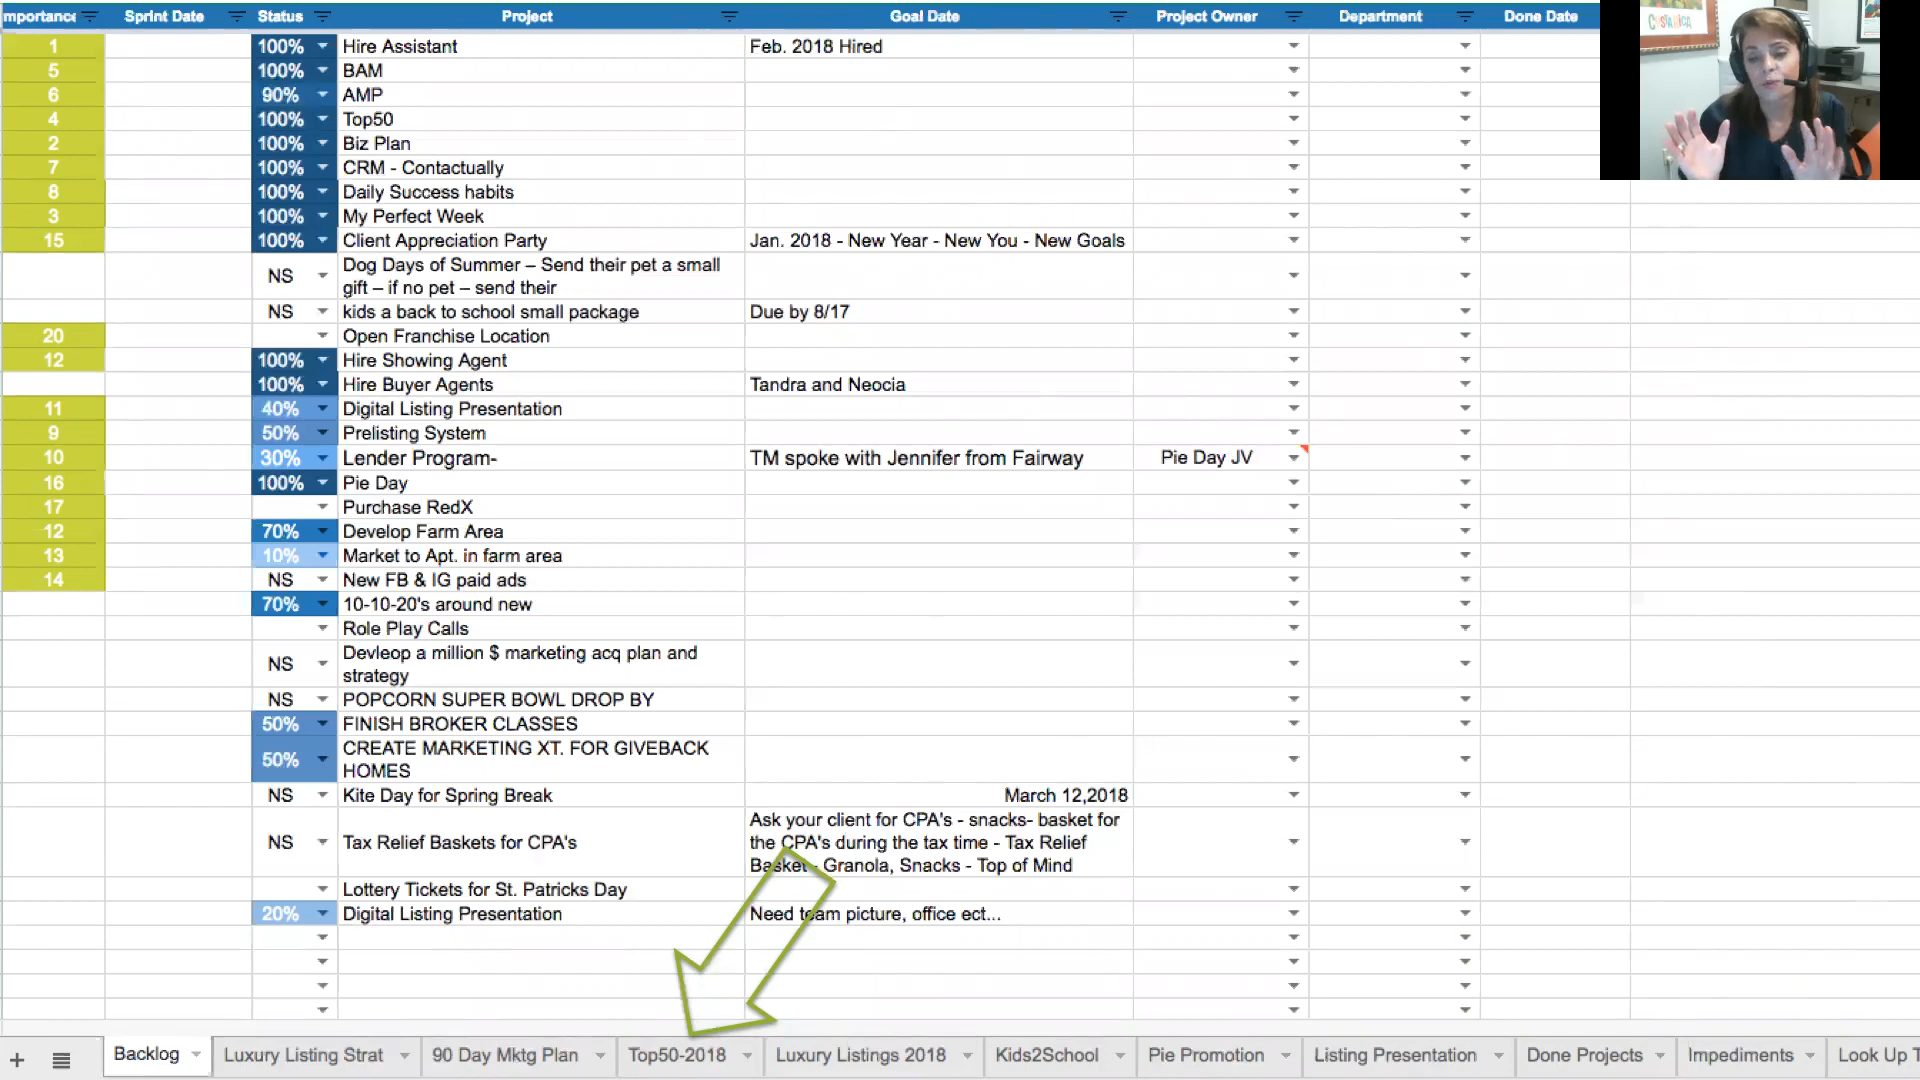 mportance Sprint Date Status Project Goal Date Project Owner Department Done Date
COSTA RICA
1 100% Hire Assistant Feb. 2018 Hired
5 100% BAM
6 90% AMP
4 100% Top50
2 100% Biz Plan
7 100% CRM - Contactually
8 100% Daily Success habits
3 100% My Perfect Week
15 100% Client Appreciation Party Jan. 2018 - New Year - New You - New Goals
NS Dog Days of Summer – Send their pet a small
gift – if no pet – send their
NS kids a back to school small package Due by 8/17
20 Open Franchise Location
12 100% Hire Showing Agent
100% Hire Buyer Agents Tandra and Neocia
11 40% Digital Listing Presentation
9 50% Prelisting System
10 30% Lender Program- TM spoke with Jennifer from Fairway Pie Day JV
16 100% Pie Day
17 Purchase RedX
12 70% Develop Farm Area
13 10% Market to Apt. in farm area
14 NS New FB & IG paid ads
70% 10-10-20's around new
Role Play Calls
NS Devleop a million $ marketing acq plan and
strategy
NS POPCORN SUPER BOWL DROP BY
50% FINISH BROKER CLASSES
50% CREATE MARKETING XT. FOR GIVEBACK
HOMES
NS Kite Day for Spring Break March 12,2018
NS Tax Relief Baskets for CPA's Ask your client for CPA's - snacks- basket for
the CPA's during the tax time - Tax Relief
Basket - Granola, Snacks - Top of Mind
Lottery Tickets for St. Patricks Day
20% Digital Listing Presentation Need team picture, office ect...
+ Backlog Luxury Listing Strat 90 Day Mktg Plan Top50-2018 Luxury Listings 2018 Kids2School Pie Promotion Listing Presentation Done Projects Impediments Look Up T